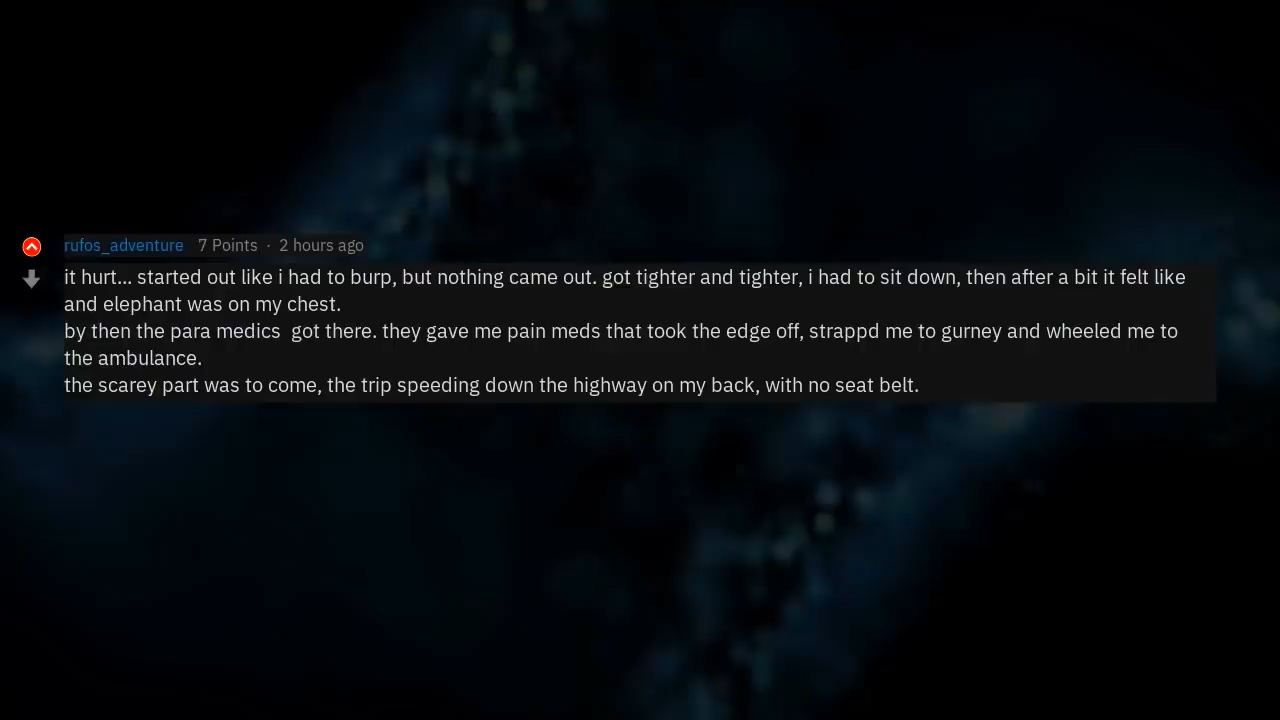 rufos_adventure 7 Points · 2 hours ago
it hurt... started out like i had to burp, but nothing came out. got tighter and tighter, i had to sit down, then after a bit it felt like
and elephant was on my chest.
by then the para medics  got there. they gave me pain meds that took the edge off, strappd me to gurney and wheeled me to
the ambulance.
the scarey part was to come, the trip speeding down the highway on my back, with no seat belt.